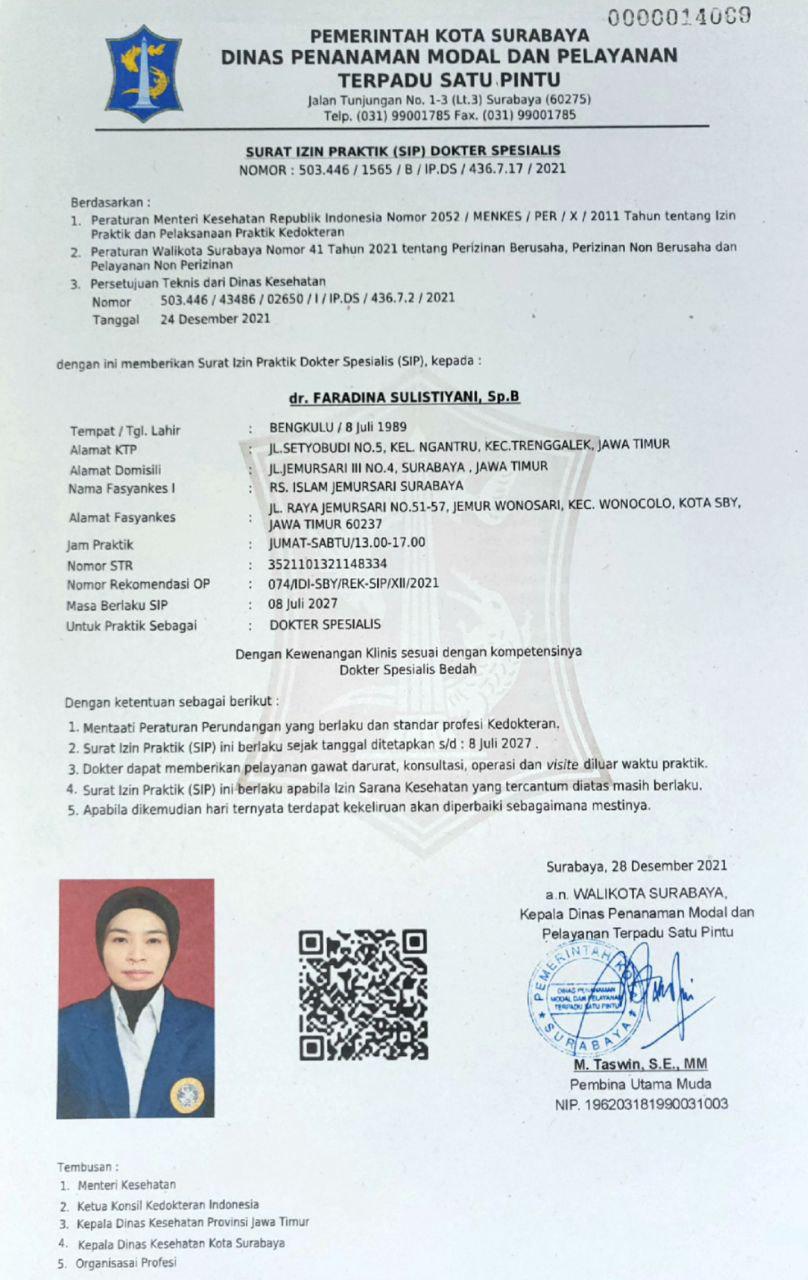 0000014069
PEMERINTAH KOTA SURABAYA
DINAS PENANAMAN MODAL DAN PELAYANAN
TERPADU SATU PINTU
Jalan Tunjungan No. 1-3 (Lt.3) Surabaya (60275)
Telp. (031) 99001785 Fax. (031) 99001785
SURAT IZIN PRAKTIK (SIP) DOKTER SPESIALIS
NOMOR : 503.446 / 1565 / B / IP.DS / 436.7.17 / 2021
Berdasarkan :
1. Peraturan Menteri Kesehatan Republik Indonesia Nomor 2052 / MENKES / PER / X / 2011 Tahun tentang Izin
Praktik dan Pelaksanaan Praktik Kedokteran
2. Peraturan Walikota Surabaya Nomor 41 Tahun 2021 tentang Perizinan Berusaha, Perizinan Non Berusaha dan
Pelayanan Non Perizinan
3. Persetujuan Teknis dari Dinas Kesehatan
Nomor 503.446 / 43486 / 02650 / I / IP.DS / 436.7.2 / 2021
Tanggal 24 Desember 2021
dengan ini memberikan Surat Izin Praktik Dokter Spesialis (SIP), kepada :
dr. FARADINA SULISTIYANI, Sp.B
Tempat / Tgl. Lahir : BENGKULU / 8 Juli 1989
Alamat KTP : JL.SETYOBUDI NO.5, KEL. NGANTRU, KEC.TRENGGALEK, JAWA TIMUR
Alamat Domisili : JL.JEMURSARI III NO.4, SURABAYA , JAWA TIMUR
Nama Fasyankes I : RS. ISLAM JEMURSARI SURABAYA
Alamat Fasyankes : JL. RAYA JEMURSARI NO.51-57, JEMUR WONOSARI, KEC. WONOCOLO, KOTA SBY,
JAWA TIMUR 60237
Jam Praktik : JUMAT-SABTU/13.00-17.00
Nomor STR : 3521101321148334
Nomor Rekomendasi OP : 074/IDI-SBY/REK-SIP/XII/2021
Masa Berlaku SIP : 08 Juli 2027
Untuk Praktik Sebagai : DOKTER SPESIALIS
Dengan Kewenangan Klinis sesuai dengan kompetensinya
Dokter Spesialis Bedah
Dengan ketentuan sebagai berikut :
1. Mentaati Peraturan Perundangan yang berlaku dan standar profesi Kedokteran.
2. Surat Izin Praktik (SIP) ini berlaku sejak tanggal ditetapkan s/d : 8 Juli 2027 .
3. Dokter dapat memberikan pelayanan gawat darurat, konsultasi, operasi dan visite diluar waktu praktik.
4. Surat Izin Praktik (SIP) ini berlaku apabila Izin Sarana Kesehatan yang tercantum diatas masih berlaku.
5. Apabila dikemudian hari ternyata terdapat kekeliruan akan diperbaiki sebagaimana mestinya.
Surabaya, 28 Desember 2021
a.n. WALIKOTA SURABAYA,
Kepala Dinas Penanaman Modal dan
Pelayanan Terpadu Satu Pintu
PEMERINTAH KOTA
DINAS PENANAMAN
MODAL DAN PELAYANAN
TERPADU SATU PINTU
SURABAYA
M. Taswin, S.E., MM
Pembina Utama Muda
NIP. 196203181990031003
Tembusan :
1. Menteri Kesehatan
2. Ketua Konsil Kedokteran Indonesia
3. Kepala Dinas Kesehatan Provinsi Jawa Timur
4. Kepala Dinas Kesehatan Kota Surabaya
5. Organisasai Profesi